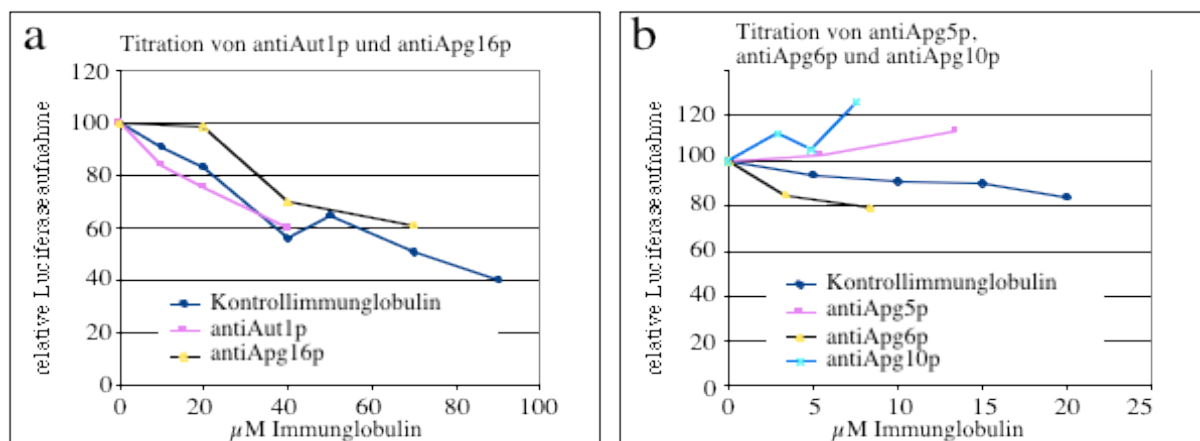 a
Titration von antiAut1p und antiApg16p
relative Luciferaseaufnahme
120
100
80
60
40
20
0
Kontrollimmunglobulin
antiAut1p
antiApg16p
0 20 40 60 80 100
µM Immunglobulin
b
Titration von antiApg5p,
antiApg6p und antiApg10p
relative Luciferaseaufnahme
120
100
80
60
40
20
0
Kontrollimmunglobulin
antiApg5p
antiApg6p
antiApg10p
0 5 10 15 20 25
µM Immunglobulin